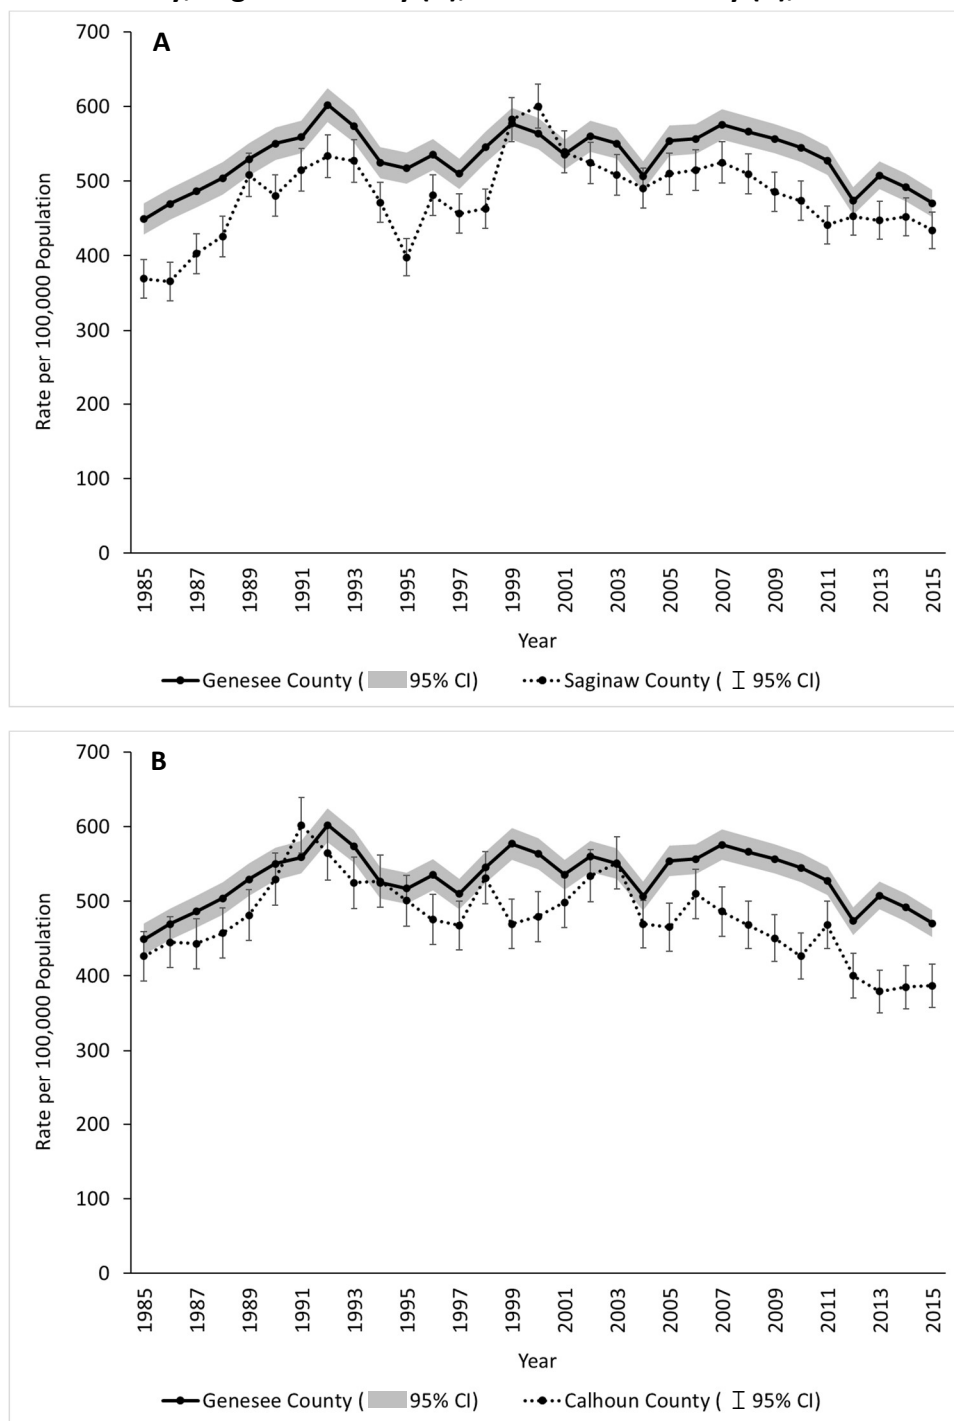 A
700
600
500
400
300
200
100
0
Rate per 100,000 Population
1985 1987 1989 1991 1993 1995 1997 1999 2001 2003 2005 2007 2009 2011 2013 2015
Year
Genesee County ( 95% CI) Saginaw County ( 95% CI)
B
700
600
500
400
300
200
100
0
Rate per 100,000 Population
1985 1987 1989 1991 1993 1995 1997 1999 2001 2003 2005 2007 2009 2011 2013 2015
Year
Genesee County ( 95% CI) Calhoun County ( 95% CI)